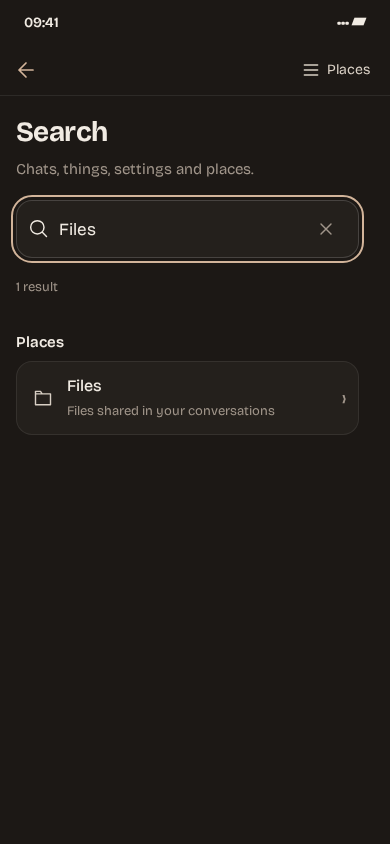 09:41
Places
Search
Chats, things, settings and places.
Files
1 result
Places
Files
Files shared in your conversations